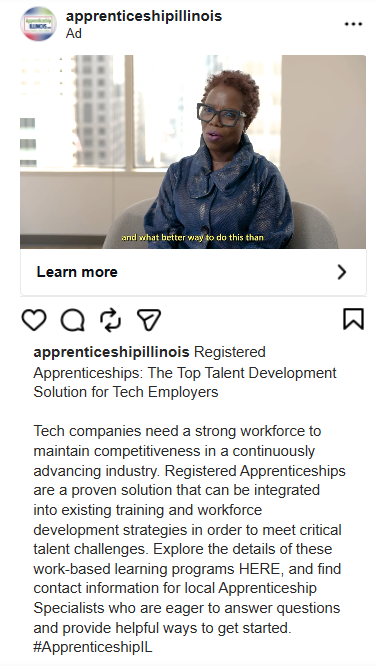 apprenticeshipillinois
Ad
Apprenticeship
ILLINOIS
and what better way to do this than
Learn more
apprenticeshipillinois Registered
Apprenticeships: The Top Talent Development
Solution for Tech Employers
Tech companies need a strong workforce to
maintain competitiveness in a continuously
advancing industry. Registered Apprenticeships
are a proven solution that can be integrated
into existing training and workforce
development strategies in order to meet critical
talent challenges. Explore the details of these
work-based learning programs HERE, and find
contact information for local Apprenticeship
Specialists who are eager to answer questions
and provide helpful ways to get started.
#ApprenticeshipIL